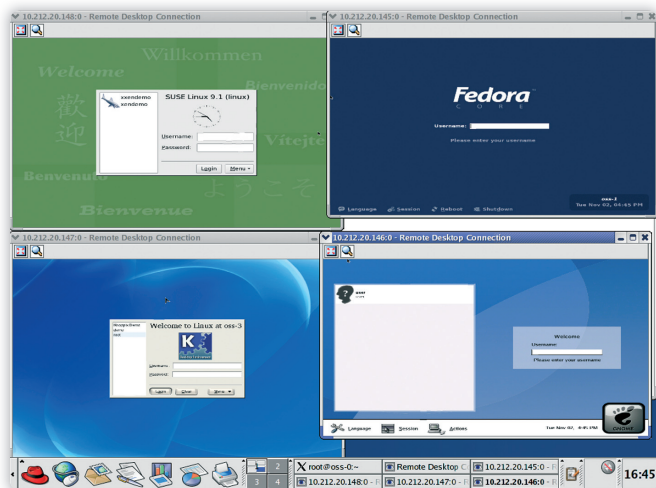 10.212.20.148:0 - Remote Desktop Connection
Willkommen
Welcome
Bienvenido
歡迎
Vítejte
Benvenuto
ようこそ
Bienvenue
xxendemo
xendemo
SUSE Linux 9.1 (linux)
Username:
Password:
Login
Menu
10.212.20.145:0 - Remote Desktop Connection
Fedora
CORE
Username:
Please enter your username
Language
Session
Reboot
Shutdown
oss-1
Tue Nov 02, 04:45 PM
10.212.20.147:0 - Remote Desktop Connection
demo
root
Welcome to Linux at oss-3
K
Username:
Password:
Login
Clear
Menu
10.212.20.146:0 - Remote Desktop Connection
user
Welcome
Username:
Please enter your username
Language
Session
Actions
Tue Nov 02, 4:45 PM
GNOME
2
3 4
root@oss-0:~
Remote Desktop C
10.212.20.145:0 - R
10.212.20.148:0 - R
10.212.20.147:0 - R
10.212.20.146:0 - R
16:45